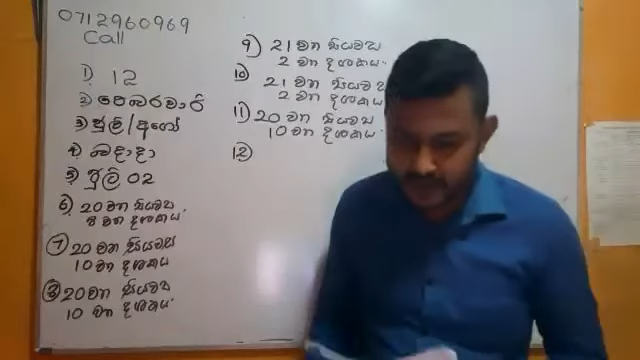 0712960969
Call
1) 12
2) පෙබරවාරි
3) ජූලි/අගෝ
4) බදාදා
5) ජූලි 02
6) 20 වන සියවස
8 වන දශකය.
7) 20 වන සියවස
10 වන දශකය
8) 20 වන සියවස
10 වන දශකය.
9) 21 වන සියවස
2 වන දශකය.
10) 21 වන සියවස
2 වන දශකය
11) 20 වන සියවස
10 වන දශකය.
12)